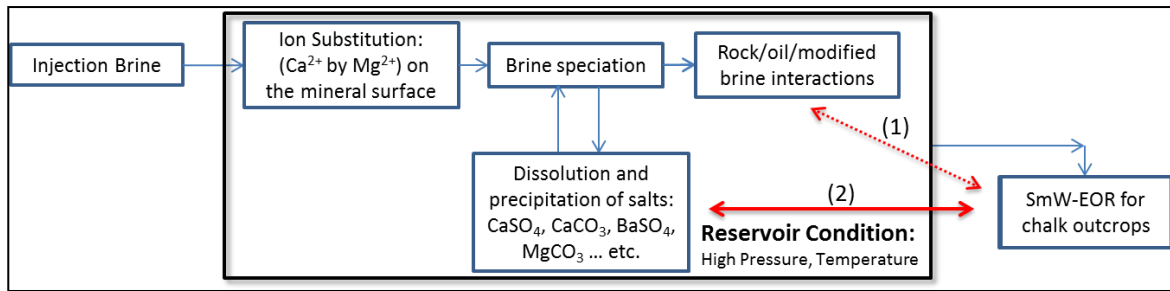 Injection Brine
Ion Substitution:
(Ca²⁺ by Mg²⁺) on
the mineral surface
Brine speciation
Rock/oil/modified
brine interactions
(1)
Dissolution and
precipitation of salts:
CaSO₄, CaCO₃, BaSO₄,
MgCO₃ ... etc.
(2)
Reservoir Condition:
High Pressure, Temperature
SmW-EOR for
chalk outcrops